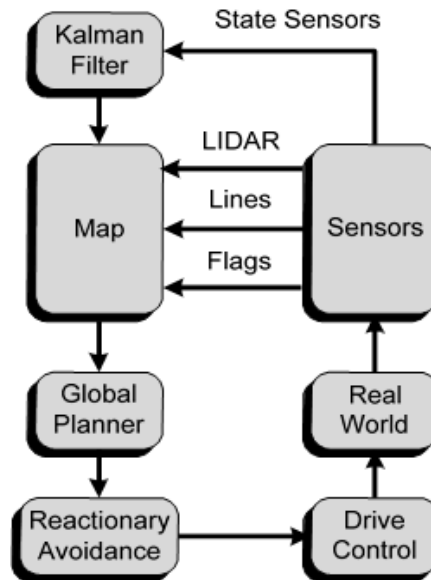 State Sensors
Kalman
Filter
LIDAR
Lines
Flags
Map
Sensors
Global
Planner
Real
World
Reactionary
Avoidance
Drive
Control